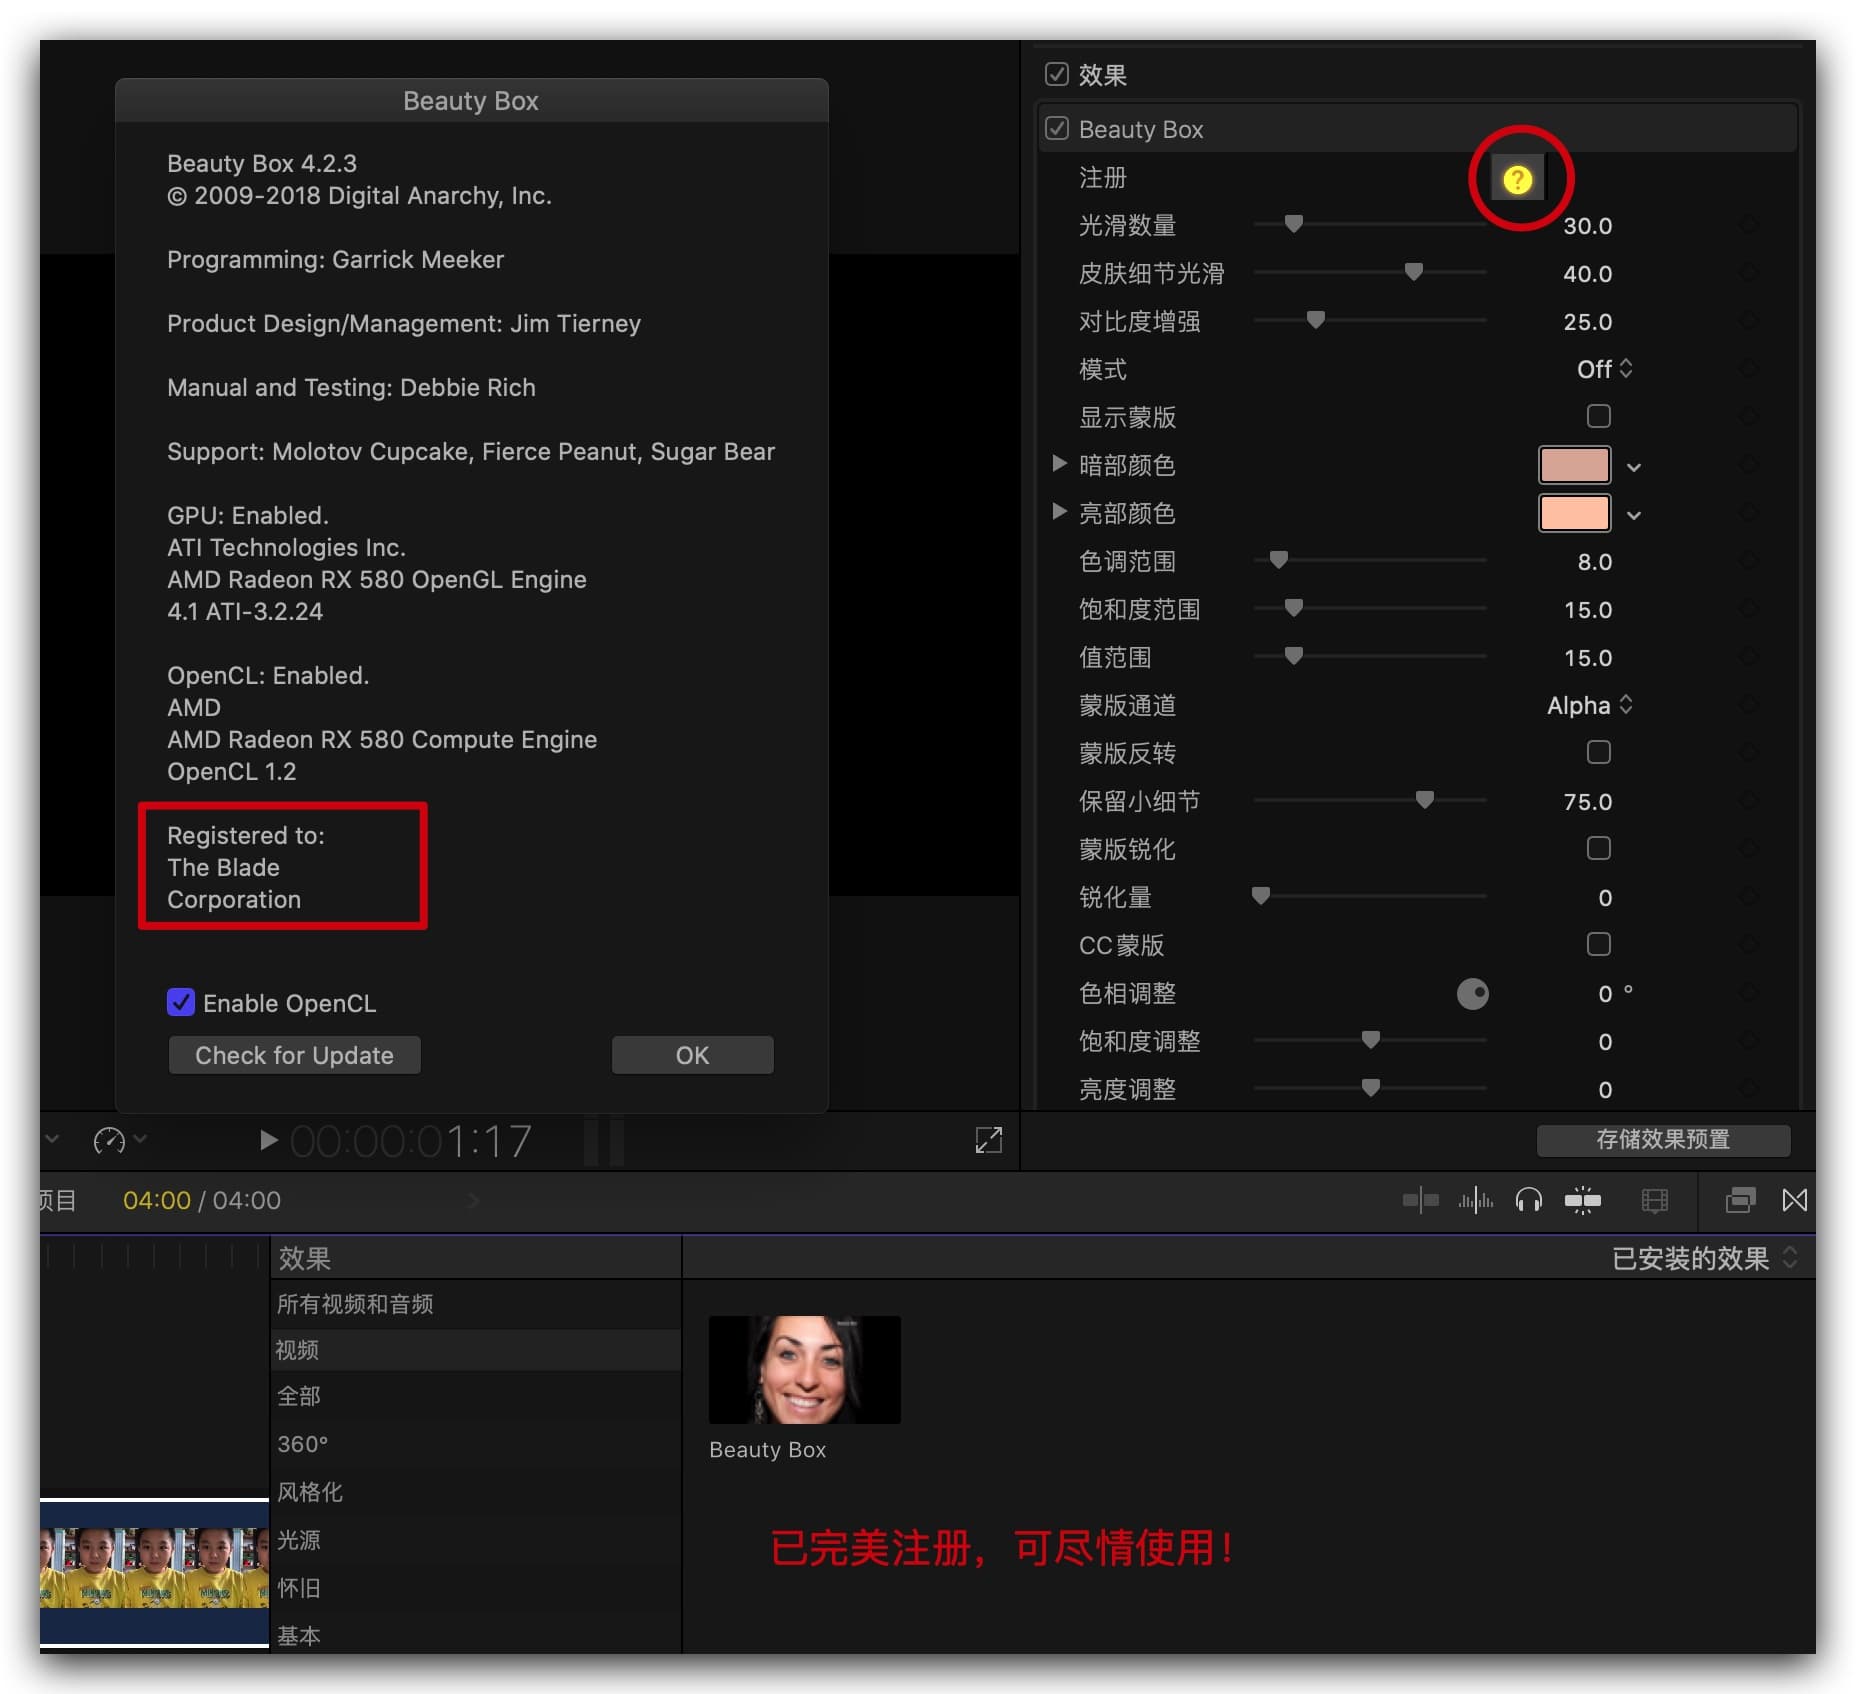 Beauty Box
Beauty Box 4.2.3
© 2009-2018 Digital Anarchy, Inc.
Programming: Garrick Meeker
Product Design/Management: Jim Tierney
Manual and Testing: Debbie Rich
Support: Molotov Cupcake, Fierce Peanut, Sugar Bear
GPU: Enabled.
ATI Technologies Inc.
AMD Radeon RX 580 OpenGL Engine
4.1 ATI-3.2.24
OpenCL: Enabled.
AMD
AMD Radeon RX 580 Compute Engine
OpenCL 1.2
Registered to:
The Blade
Corporation
Enable OpenCL
Check for Update
OK
效果
Beauty Box
注册 ?
光滑数量 30.0
皮肤细节光滑 40.0
对比度增强 25.0
模式 Off
显示蒙版
暗部颜色
亮部颜色
色调范围 8.0
饱和度范围 15.0
值范围 15.0
蒙版通道 Alpha
蒙版反转
保留小细节 75.0
蒙版锐化
锐化量 0
CC蒙版
色相调整 0 °
饱和度调整 0
亮度调整 0
00:00:01:17
存储效果预置
项目 04:00 / 04:00
效果
已安装的效果
所有视频和音频
视频
全部
360°
风格化
光源
怀旧
基本
Beauty Box
已完美注册，可尽情使用！